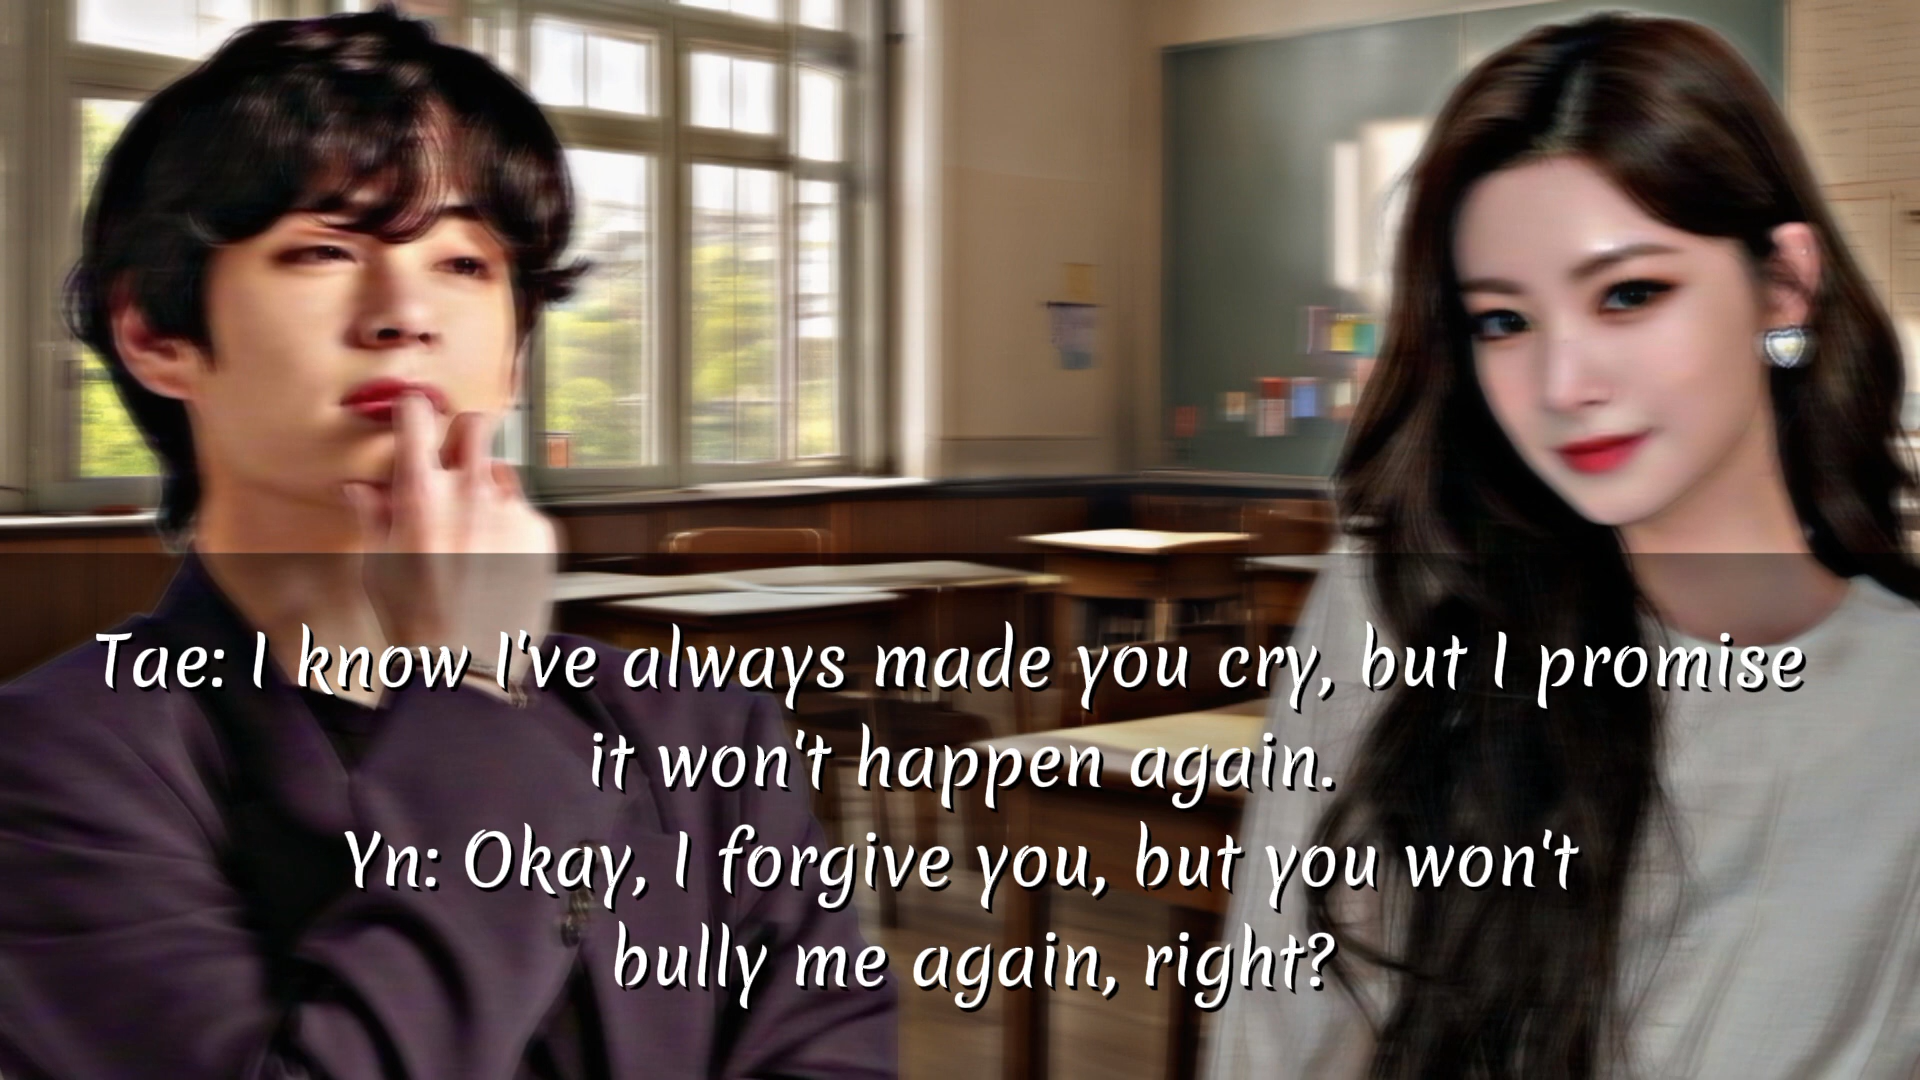 Tae: I know I've always made you cry, but I promise
it won't happen again.
Yn: Okay, I forgive you, but you won't
bully me again, right?